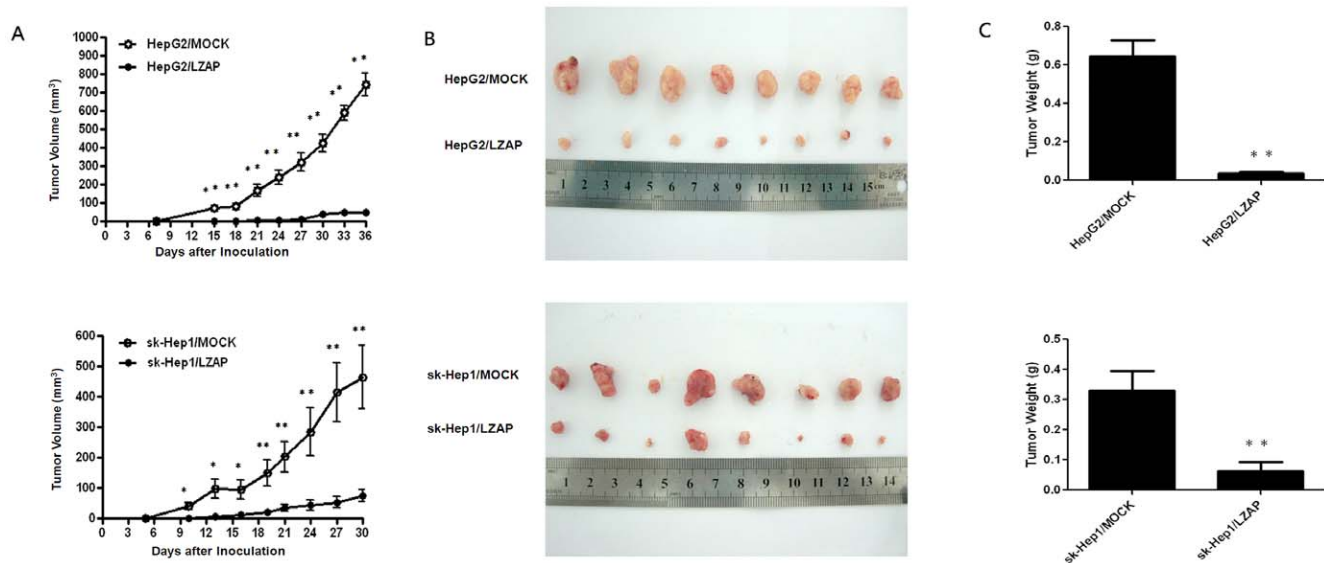 A
HepG2/MOCK
HepG2/LZAP
Tumor Volume (mm³)
1000
900
800
700
600
500
400
300
200
100
0
** ** ** ** ** ** ** ** **
0 3 6 9 12 15 18 21 24 27 30 33 36
Days after Inoculation
B
HepG2/MOCK
HepG2/LZAP
1 2 3 4 5 6 7 8 9 10 11 12 13 14 15 cm
C
Tumor Weight (g)
0.8
0.6
0.4
0.2
0.0
**
HepG2/MOCK
HepG2/LZAP
sk-Hep1/MOCK
sk-Hep1/LZAP
Tumor Volume (mm³)
600
500
400
300
200
100
0
* * * ** ** ** ** **
0 3 6 9 12 15 18 21 24 27 30
Days after Inoculation
sk-Hep1/MOCK
sk-Hep1/LZAP
1 2 3 4 5 6 7 8 9 10 11 12 13 14
Tumor Weight (g)
0.5
0.4
0.3
0.2
0.1
0.0
**
sk-Hep1/MOCK
sk-Hep1/LZAP